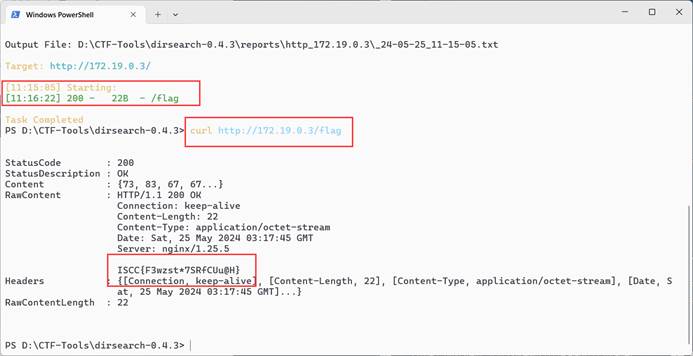 Windows PowerShell
Output File: D:\CTF-Tools\dirsearch-0.4.3\reports\http_172.19.0.3\_24-05-25_11-15-05.txt
Target: http://172.19.0.3/
[11:15:05] Starting:
[11:16:22] 200 -   22B  - /flag
Task Completed
PS D:\CTF-Tools\dirsearch-0.4.3> curl http://172.19.0.3/flag
StatusCode        : 200
StatusDescription : OK
Content           : {73, 83, 67, 67...}
RawContent        : HTTP/1.1 200 OK
Connection: keep-alive
Content-Length: 22
Content-Type: application/octet-stream
Date: Sat, 25 May 2024 03:17:45 GMT
Server: nginx/1.25.5
ISCC{F3wzst*7SRfCUu@H}
Headers           : {[Connection, keep-alive], [Content-Length, 22], [Content-Type, application/octet-stream], [Date, S
at, 25 May 2024 03:17:45 GMT]...}
RawContentLength  : 22
PS D:\CTF-Tools\dirsearch-0.4.3>